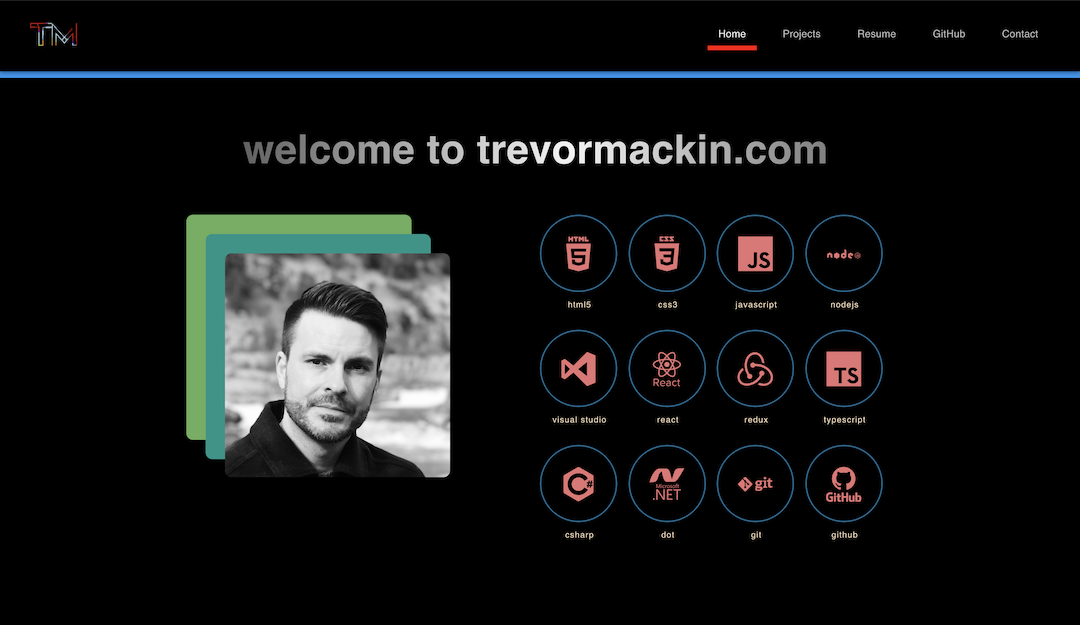 TM
Home Projects Resume GitHub Contact
welcome to trevormackin.com
HTML 5 CSS 3 JS node
html5 css3 javascript nodejs
React TS
visual studio react redux typescript
C# Microsoft .NET git GitHub
csharp dot git github